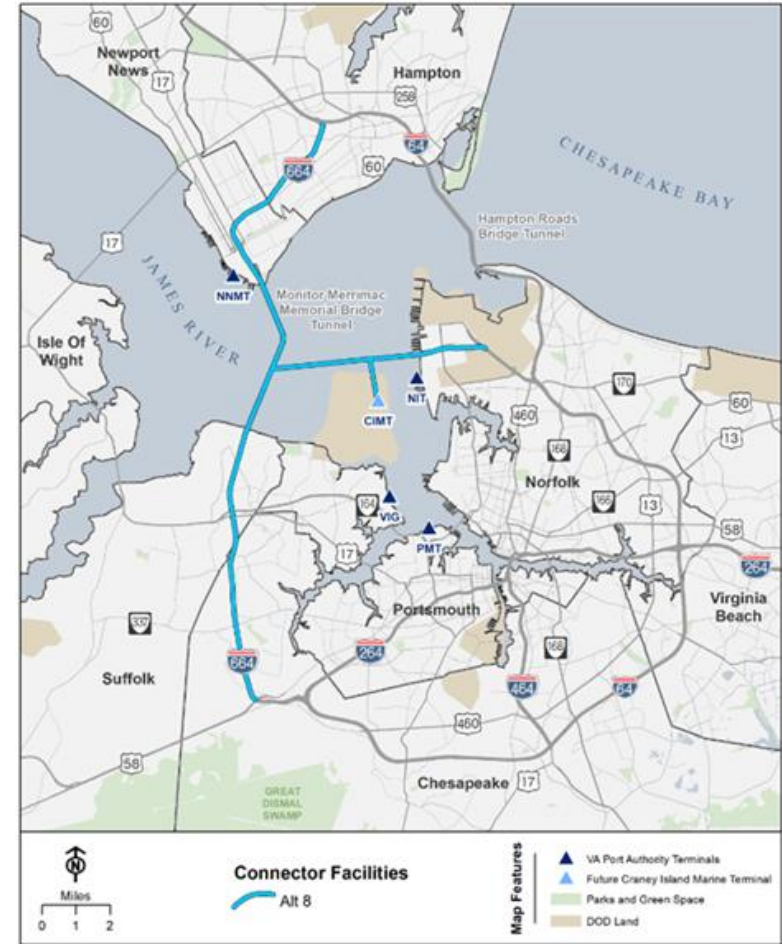 60
Newport
News
17
Hampton
258
64
664
60
CHESAPEAKE BAY
Hampton Roads
Bridge-Tunnel
17
JAMES RIVER
NNMT
Monitor Merrimac
Memorial Bridge
Tunnel
Isle Of
Wight
NIT
CIMT
170
60
460
13
168
Norfolk
166
13
VIG
164
58
PMT
17
264
Portsmouth
Virginia
Beach
337
264
168
664
Suffolk
464
64
460
58
Chesapeake
17
GREAT
DISMAL
SWAMP
N
Miles
0 1 2
Connector Facilities
Alt 8
Map Features
VA Port Authority Terminals
Future Craney Island Marine Terminal
Parks and Green Space
DOD Land